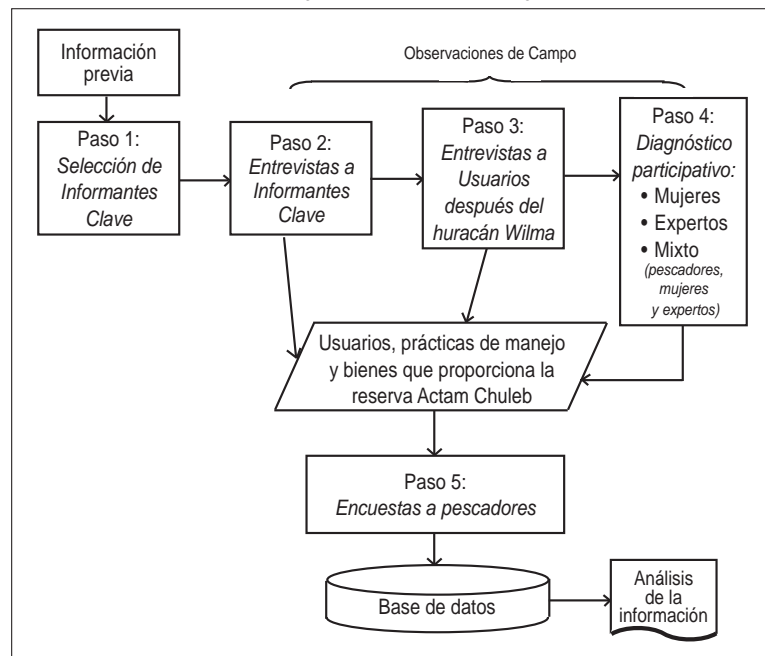 Observaciones de Campo
Información
previa
Paso 1:
Selección de
Informantes
Clave
Paso 2:
Entrevistas a
Informantes
Clave
Paso 3:
Entrevistas a
Usuarios
después del
huracán Wilma
Paso 4:
Diagnóstico
participativo:
• Mujeres
• Expertos
• Mixto
(pescadores,
mujeres
y expertos)
Usuarios, prácticas de manejo
y bienes que proporciona la
reserva Actam Chuleb
Paso 5:
Encuestas a pescadores
Base de datos
Análisis
de la
información